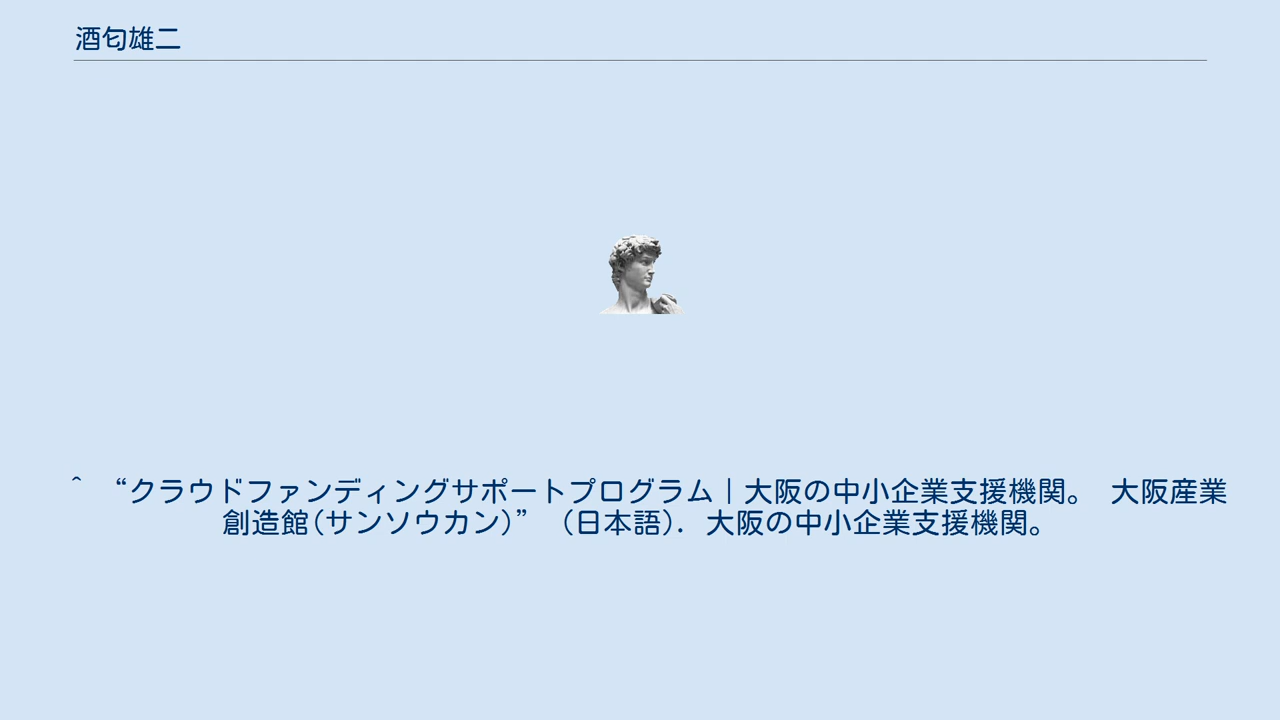 酒匂雄二
^ “クラウドファンディングサポートプログラム｜大阪の中小企業支援機関。 大阪産業
創造館(サンソウカン)” (日本語). 大阪の中小企業支援機関。